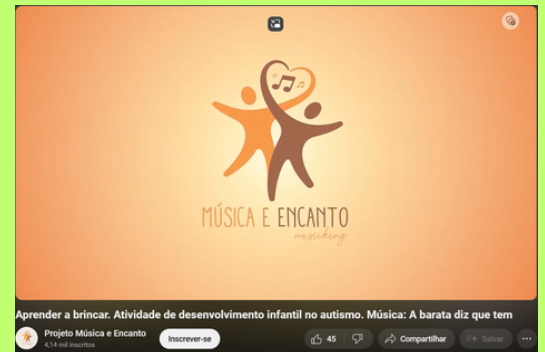 MÚSICA E ENCANTO
musicking
Aprender a brincar. Atividade de desenvolvimento infantil no autismo. Música: A barata diz que tem
Projeto Música e Encanto
4,14 mil inscritos
Inscrever-se
45
Compartilhar
Salvar